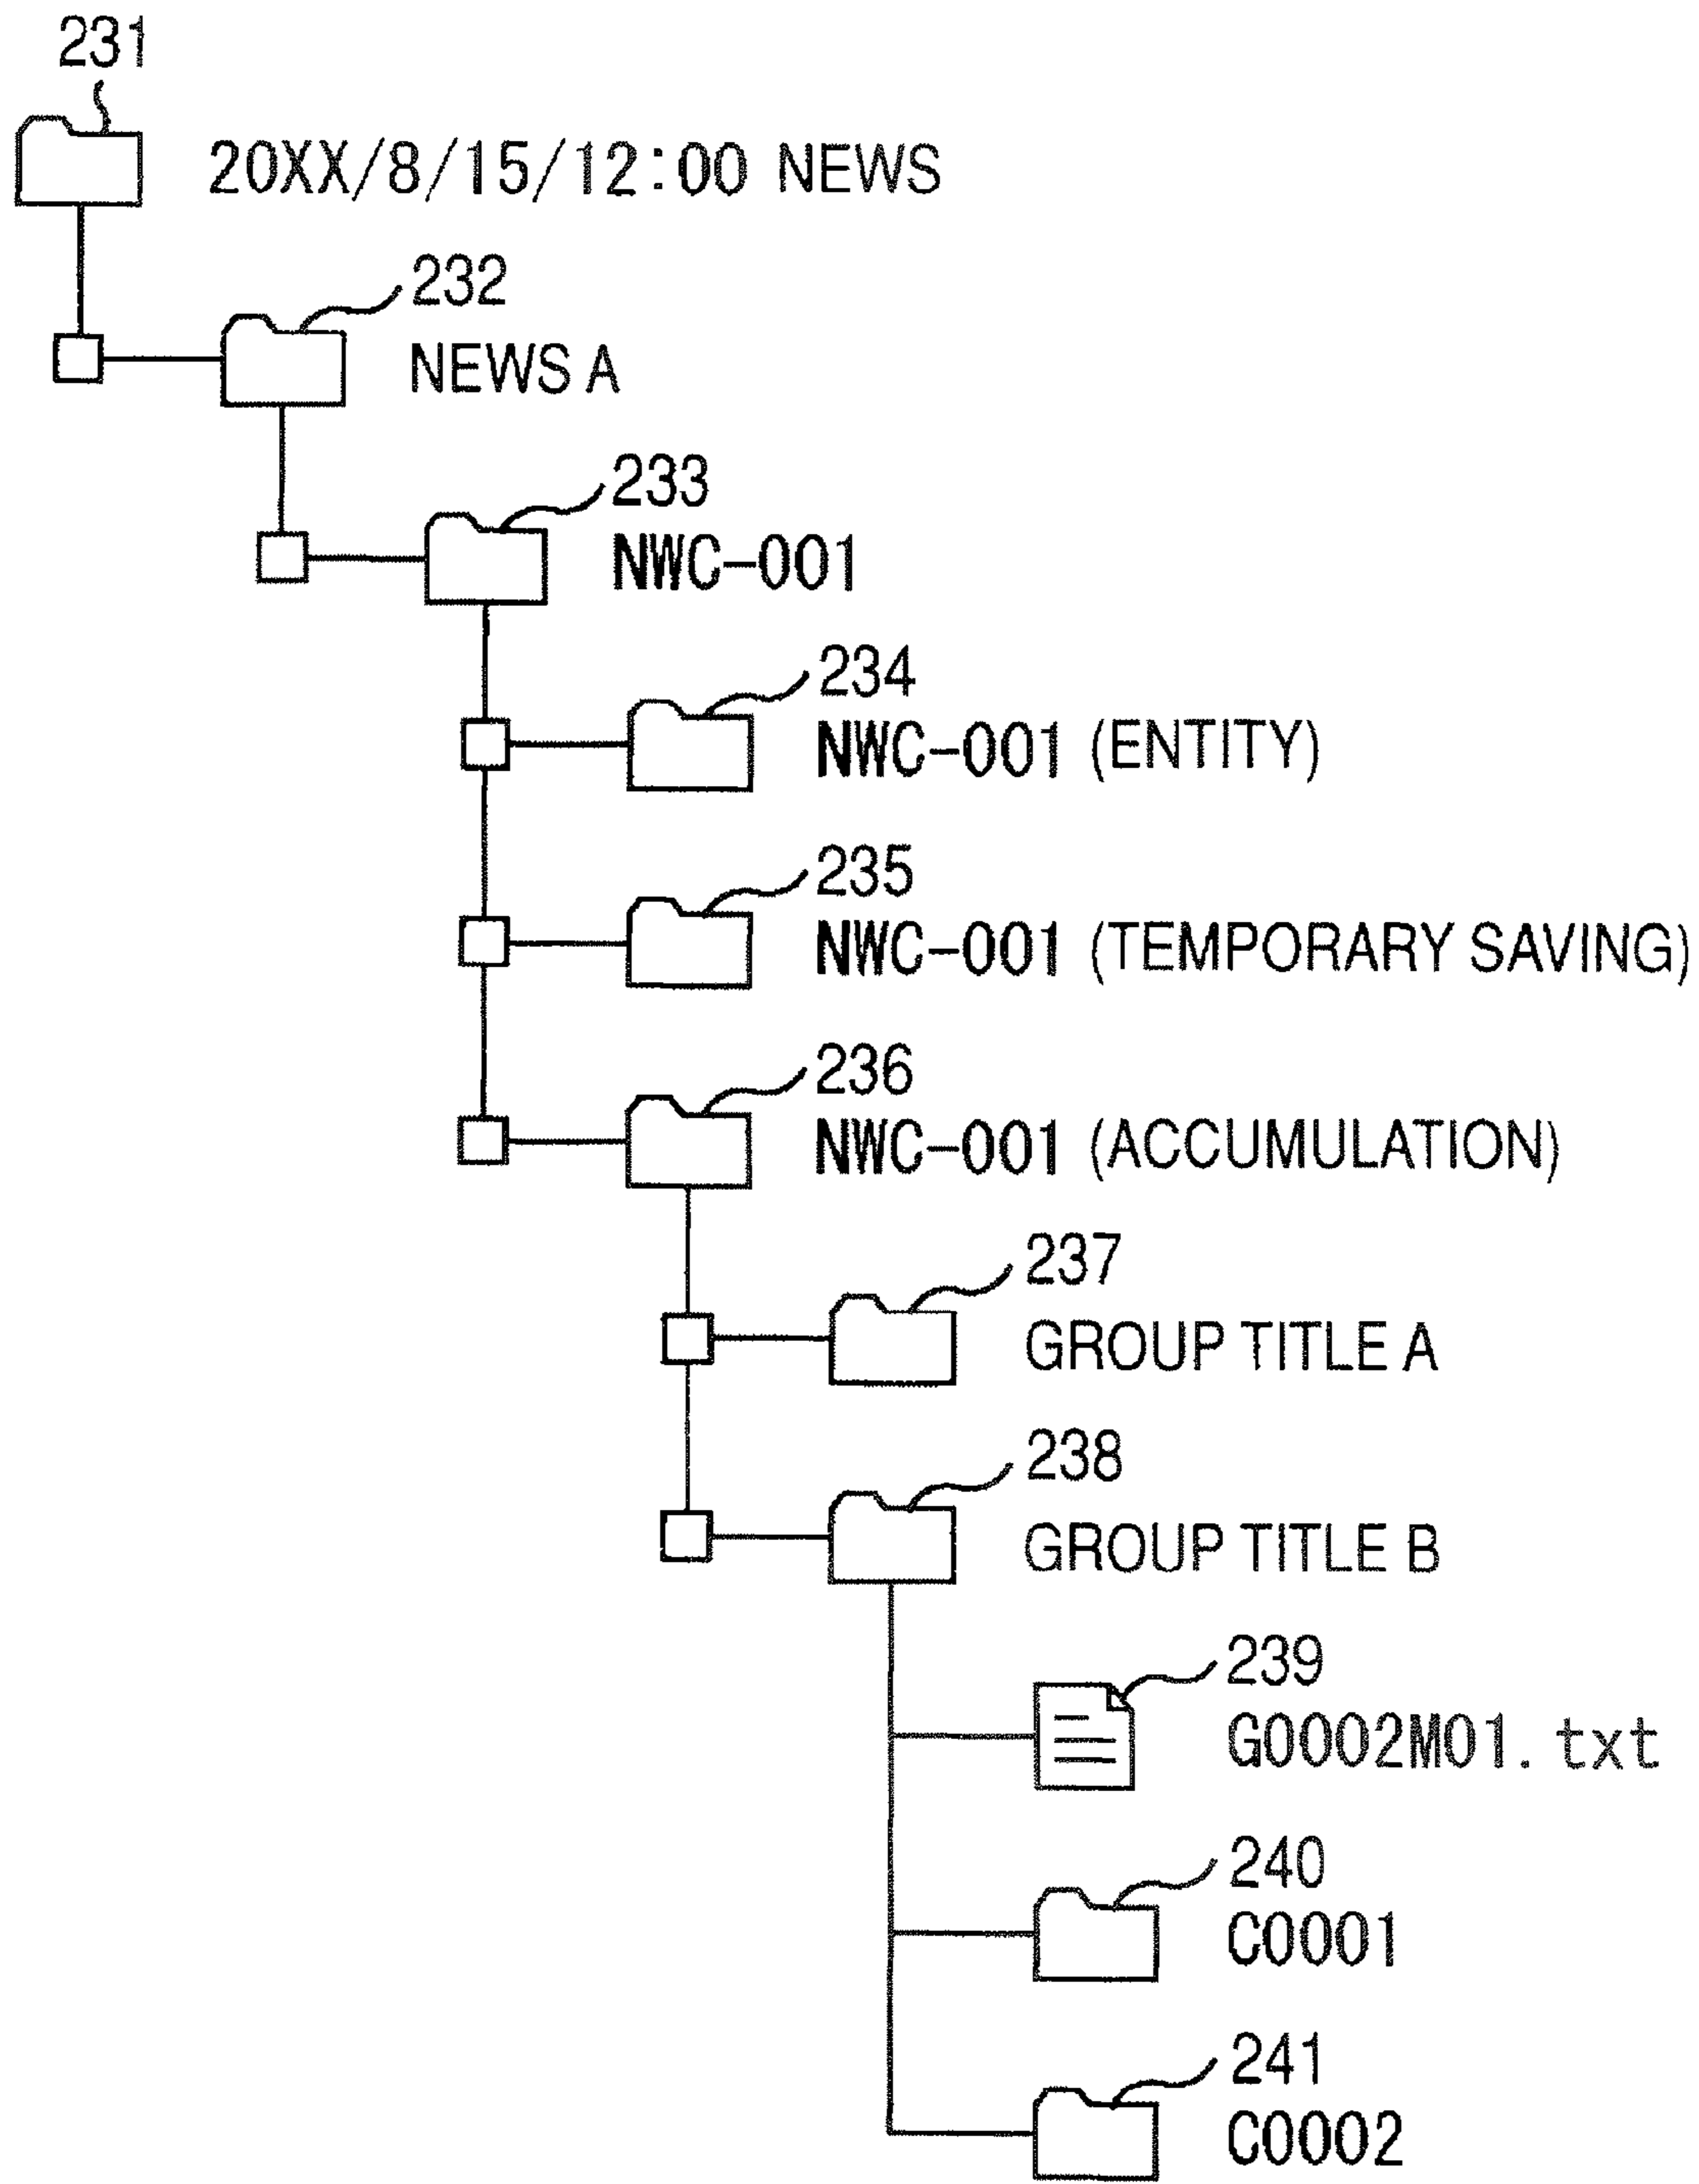 231
20XX/8/15/12:00 NEWS
232
NEWS A
233
NWC-001
234
NWC-001 (ENTITY)
235
NWC-001 (TEMPORARY SAVING)
236
NWC-001 (ACCUMULATION)
237
GROUP TITLE A
238
GROUP TITLE B
239
G0002M01.txt
240
C0001
241
C0002